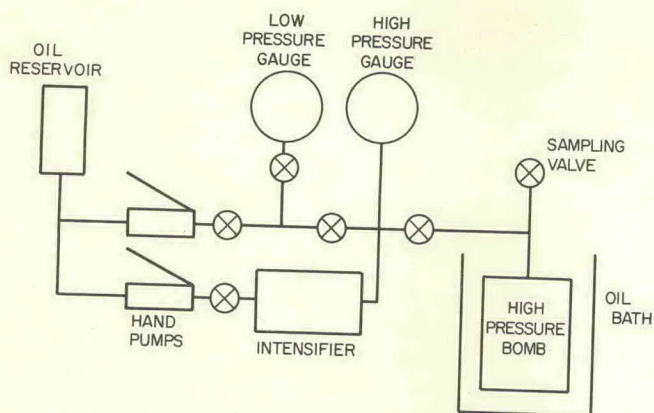 OIL
RESERVOIR
LOW
PRESSURE
GAUGE
HIGH
PRESSURE
GAUGE
SAMPLING
VALVE
HAND
PUMPS
INTENSIFIER
HIGH
PRESSURE
BOMB
OIL
BATH